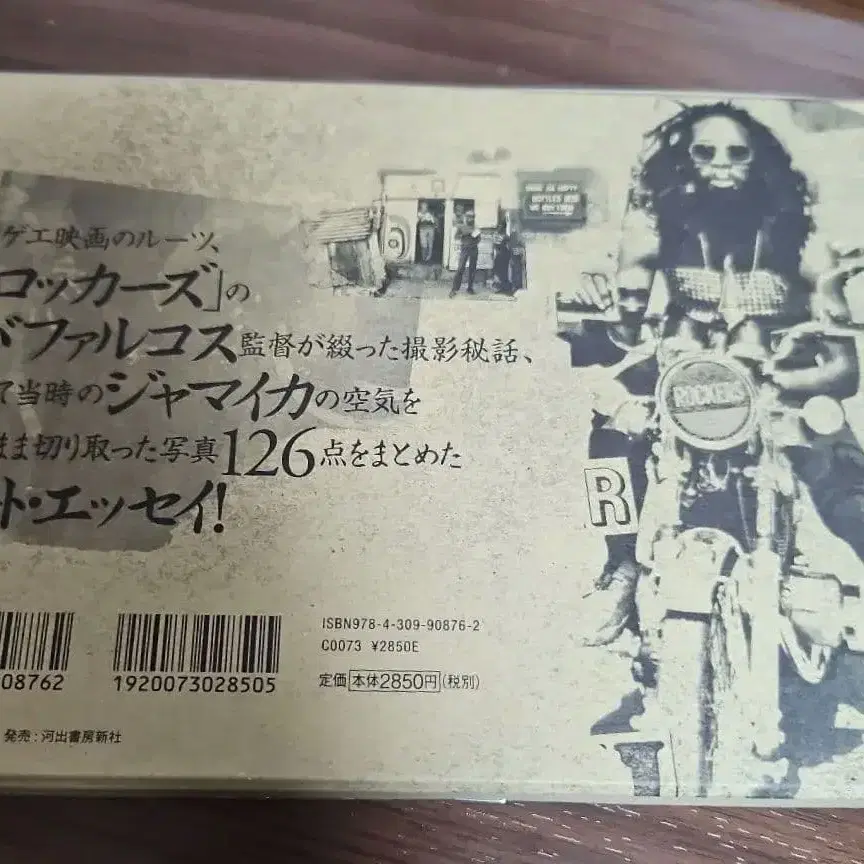 ゲエ映画のルーツ、
コッカーズ」の
バファルコス監督が綴った撮影秘話、
て当時のジャマイカの空気を
まま切り取った写真126点をまとめた
ト・エッセイ!
ROCKERS
R
ISBN978-4-309-90876-2
C0073 ¥2850E
08762
1920073028505
定価 本体2850円(税別)
発売:河出書房新社